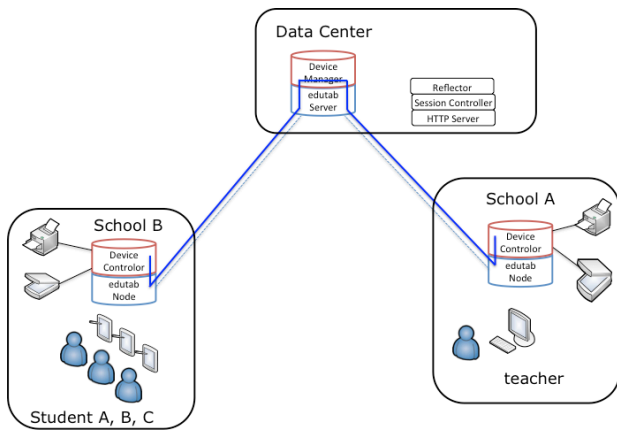 Data Center
Device
Manager
edutab
Server
Reflector
Session Controller
HTTP Server
School B
Device
Controlor
edutab
Node
Student A, B, C
School A
Device
Controlor
edutab
Node
teacher